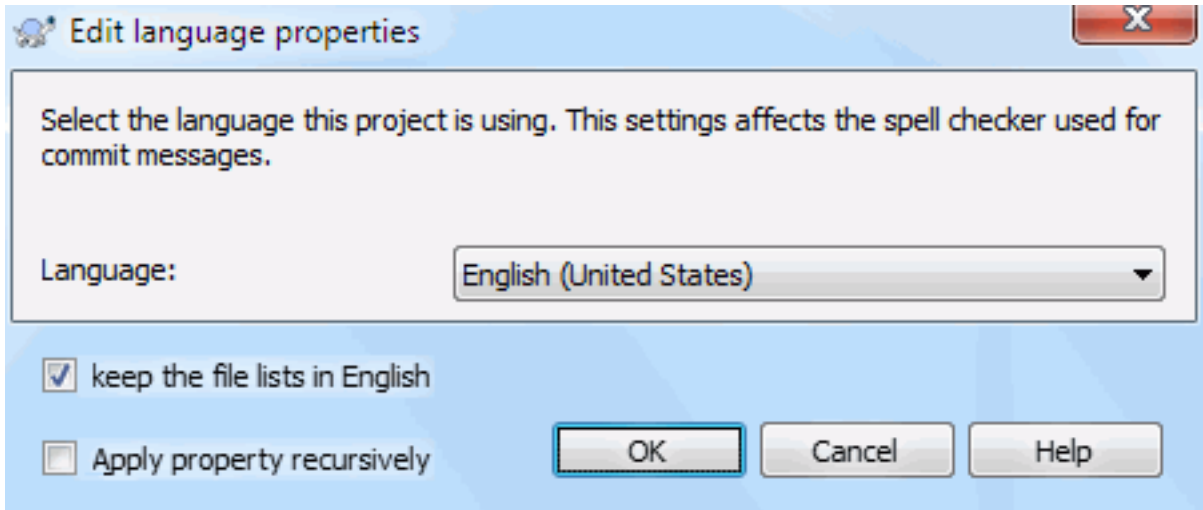 Edit language properties
Select the language this project is using. This settings affects the spell checker used for
commit messages.
Language:
English (United States)
keep the file lists in English
Apply property recursively
OK
Cancel
Help